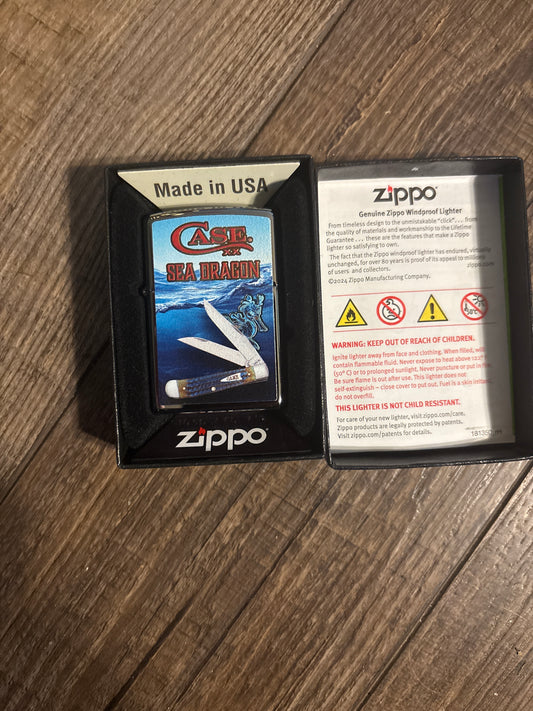 Made in USA
CASE
XX
SEA DRAGON
CASE
zippo
zippo
Genuine Zippo Windproof Lighter
From timeless design to the unmistakable "click"... from
the quality of materials and workmanship to the Lifetime
Guarantee ... these are the features that make a Zippo
lighter so satisfying to own.
The fact that the Zippo windproof lighter has endured, virtually
unchanged, for over 80 years is proof of its appeal to millions
of users and collectors.
zippo.com
©2024 Zippo Manufacturing Company.
WARNING: KEEP OUT OF REACH OF CHILDREN.
Ignite lighter away from face and clothing. When filled,
contain flammable fluid. Never expose to heat above 122°F
(50° C) or to prolonged sunlight. Never puncture or put in fire.
Be sure flame is out after use. This lighter does not
self-extinguish – close cover to put out. Fuel is a skin irritant,
do not overfill.
THIS LIGHTER IS NOT CHILD RESISTANT.
For care of your new lighter, visit zippo.com/care.
Zippo products are legally protected by patents.
Visit zippo.com/patents for details.
181350